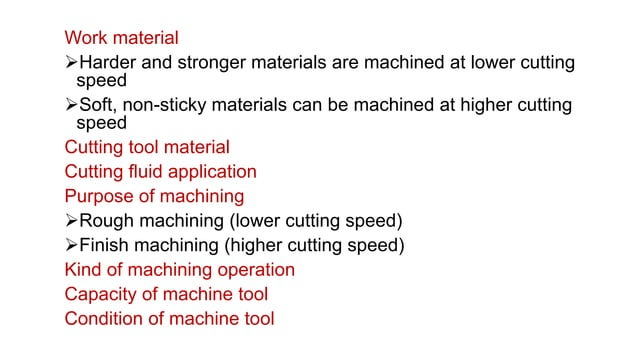 Work material
➢Harder and stronger materials are machined at lower cutting
speed
➢Soft, non-sticky materials can be machined at higher cutting
speed
Cutting tool material
Cutting fluid application
Purpose of machining
➢Rough machining (lower cutting speed)
➢Finish machining (higher cutting speed)
Kind of machining operation
Capacity of machine tool
Condition of machine tool